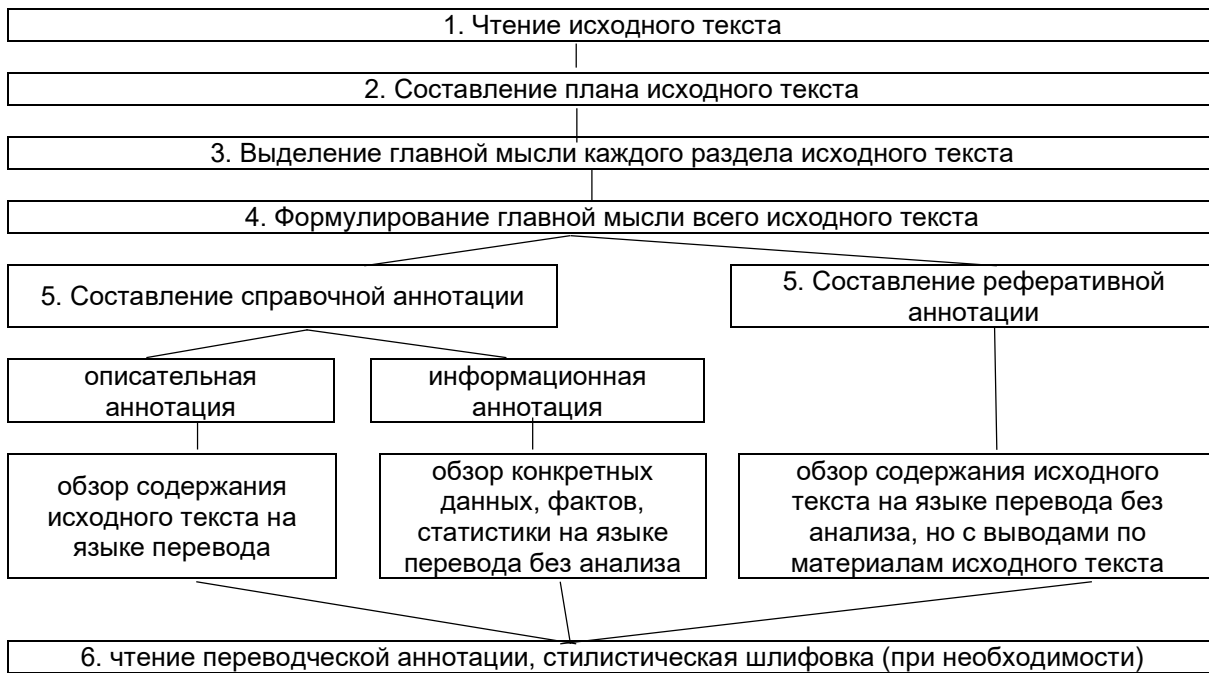 1. Чтение исходного текста
2. Составление плана исходного текста
3. Выделение главной мысли каждого раздела исходного текста
4. Формулирование главной мысли всего исходного текста
5. Составление справочной аннотации
5. Составление реферативной
аннотации
описательная
аннотация
информационная
аннотация
обзор содержания
исходного текста на
языке перевода
обзор конкретных
данных, фактов,
статистики на языке
перевода без анализа
обзор содержания исходного
текста на языке перевода без
анализа, но с выводами по
материалам исходного текста
6. чтение переводческой аннотации, стилистическая шлифовка (при необходимости)